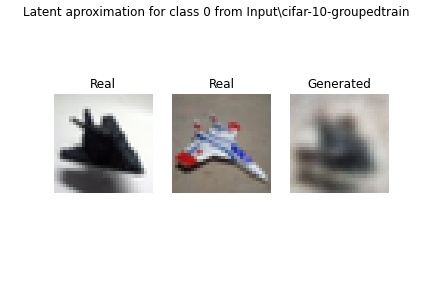 Latent aproximation for class 0 from Input\cifar-10-groupedtrain
Real
Real
Generated